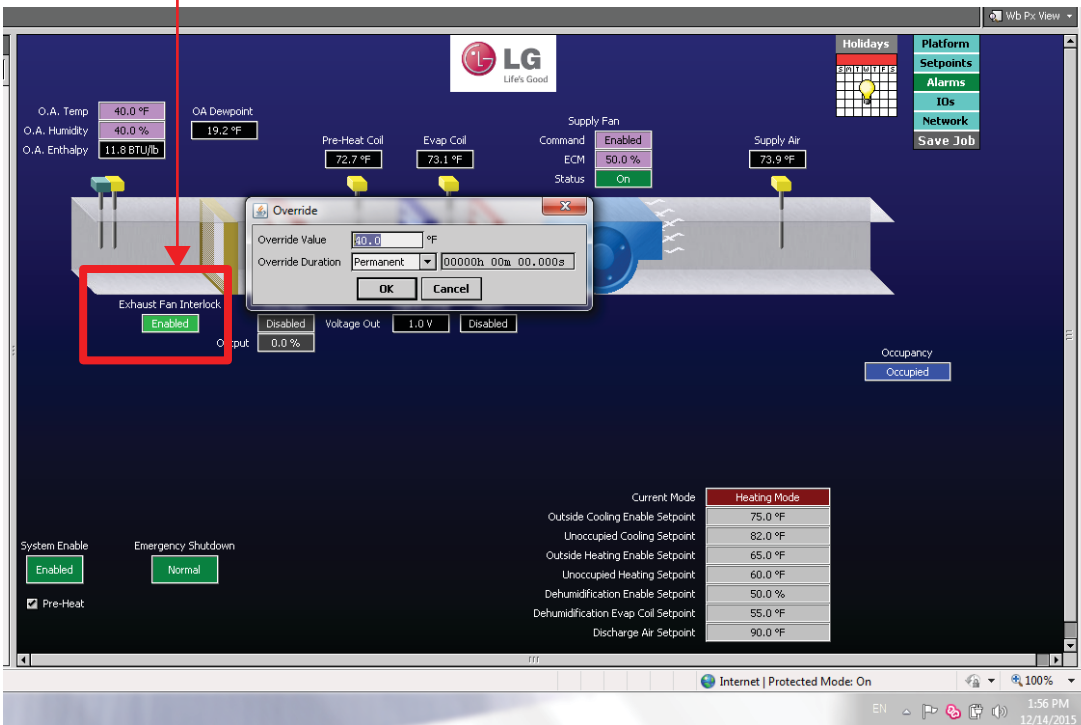 Wb Px View
LG
Life's Good
Holidays
S M T W T F S
Platform
Setpoints
Alarms
IOs
Network
Save Job
O.A. Temp 40.0 °F
O.A. Humidity 40.0 %
O.A. Enthalpy 11.8 BTU/lb
OA Dewpoint
19.2 °F
Pre-Heat Coil
72.7 °F
Evap Coil
73.1 °F
Supply Fan
Command Enabled
ECM 50.0 %
Status On
Supply Air
73.9 °F
Override
Override Value 40.0 °F
Override Duration Permanent 00000h 00m 00.000s
OK Cancel
Exhaust Fan Interlock
Enabled
Disabled Voltage Out 1.0 V Disabled
Output 0.0 %
Occupancy
Occupied
Current Mode Heating Mode
Outside Cooling Enable Setpoint 75.0 °F
Unoccupied Cooling Setpoint 82.0 °F
Outside Heating Enable Setpoint 65.0 °F
Unoccupied Heating Setpoint 60.0 °F
Dehumidification Enable Setpoint 50.0 %
Dehumidification Evap Coil Setpoint 55.0 °F
Discharge Air Setpoint 90.0 °F
System Enable
Enabled
Emergency Shutdown
Normal
Pre-Heat
Internet | Protected Mode: On
100%
EN
1:56 PM
12/14/2015